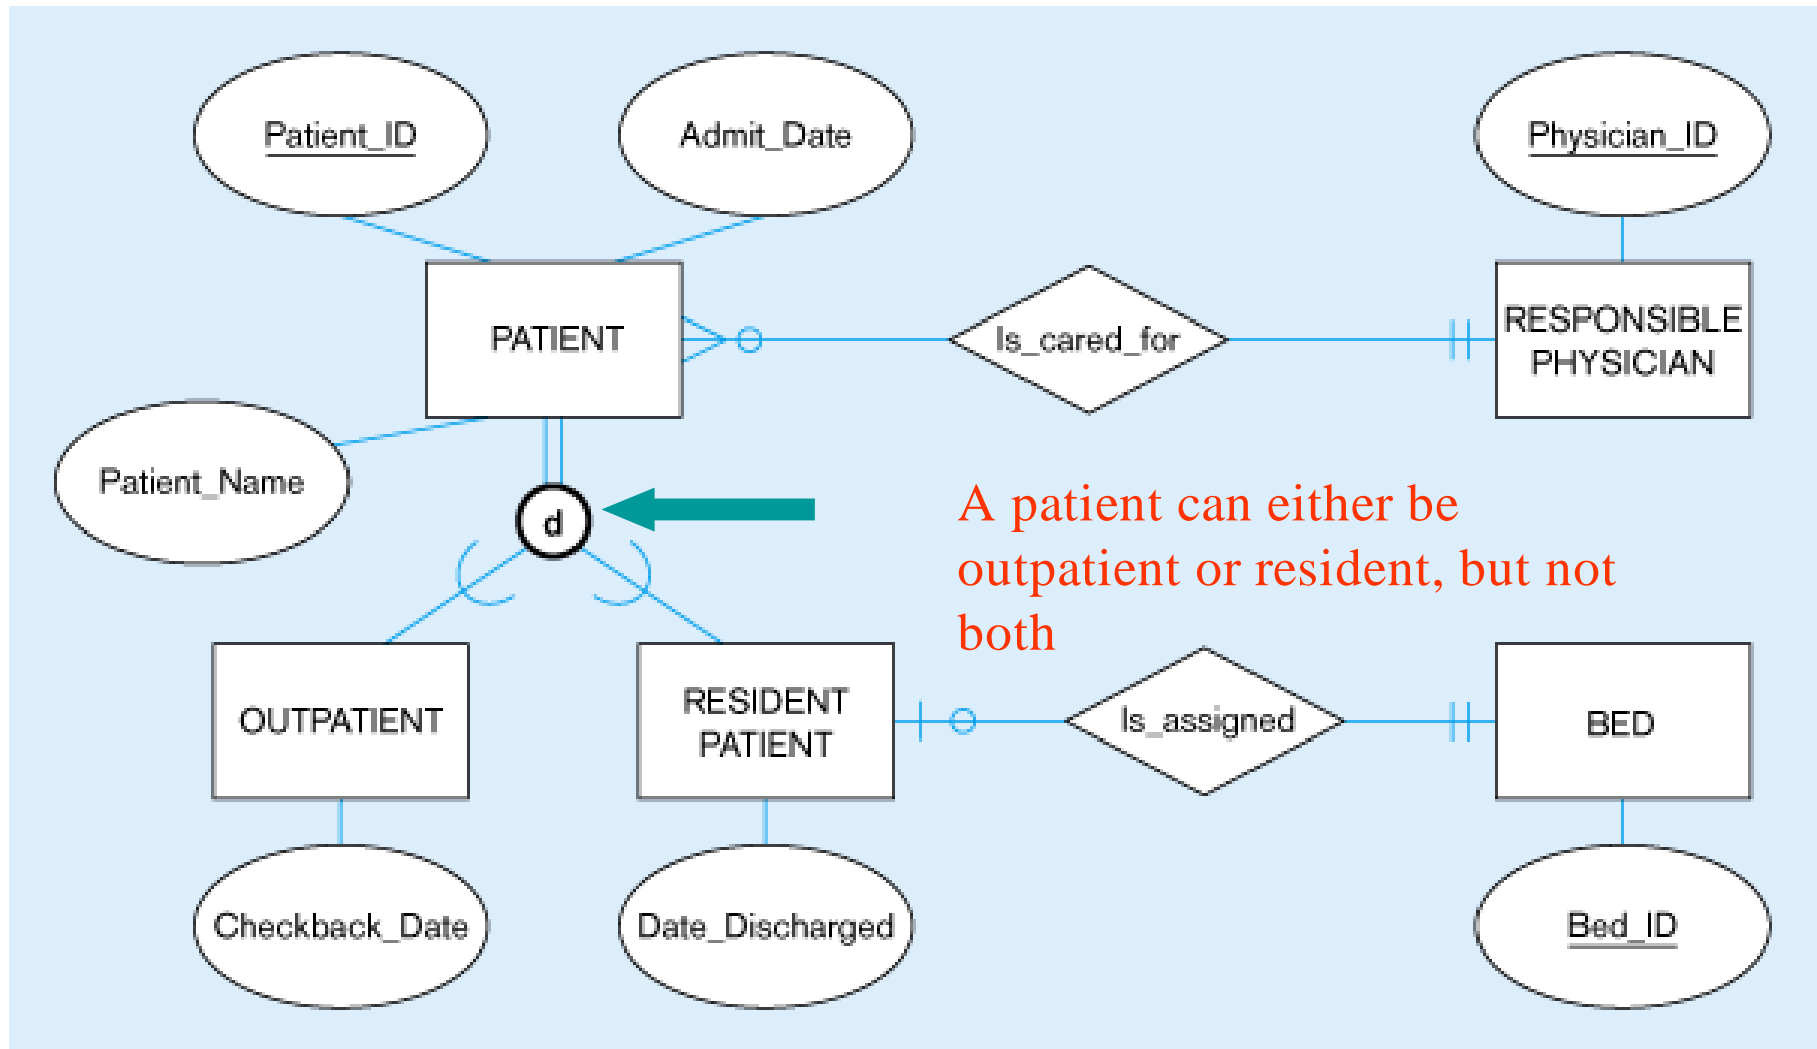 Patient_ID
Admit_Date
Physician_ID
PATIENT
Is_cared_for
RESPONSIBLE
PHYSICIAN
Patient_Name
d
A patient can either be
outpatient or resident, but not
both
OUTPATIENT
RESIDENT
PATIENT
Is_assigned
BED
Checkback_Date
Date_Discharged
Bed_ID